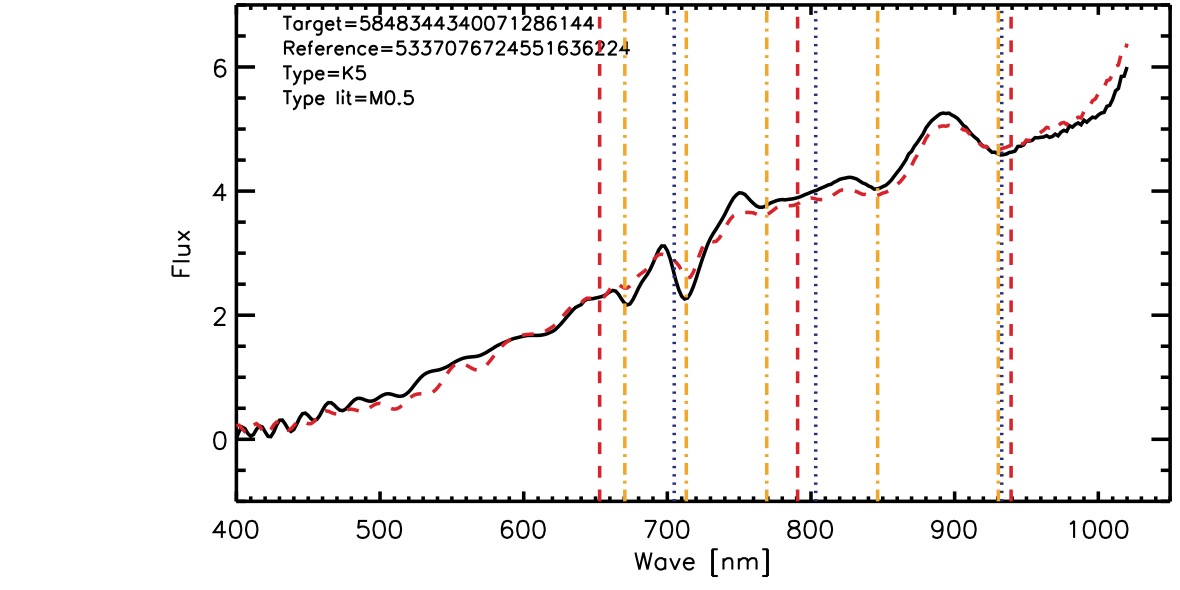 Target=5848344340071286144
Reference=5337076724551636224
Type=K5
Type lit=M0.5
6
4
2
0
Flux
400 500 600 700 800 900 1000
Wave [nm]